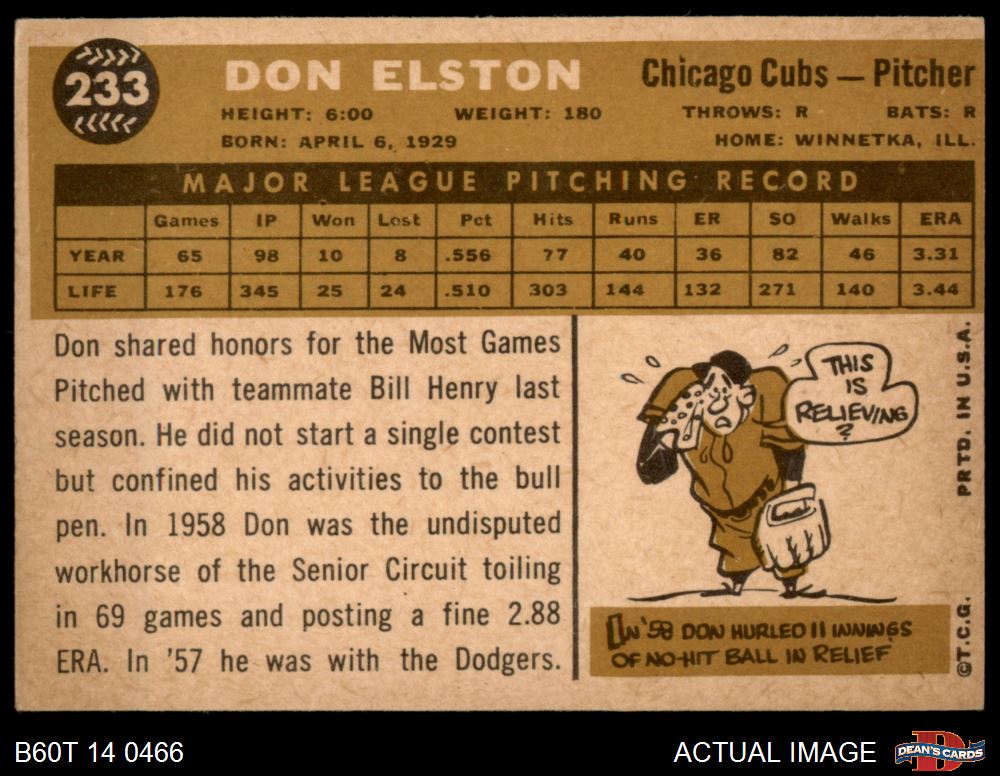 233
DON ELSTON
Chicago Cubs — Pitcher
HEIGHT: 6:00 WEIGHT: 180 THROWS: R BATS: R
BORN: APRIL 6, 1929 HOME: WINNETKA, ILL.
MAJOR LEAGUE PITCHING RECORD
Games IP Won Lost Pct Hits Runs ER SO Walks ERA
YEAR 65 98 10 8 .556 77 40 36 82 46 3.31
LIFE 176 345 25 24 .510 303 144 132 271 140 3.44
Don shared honors for the Most Games
Pitched with teammate Bill Henry last
season. He did not start a single contest
but confined his activities to the bull
pen. In 1958 Don was the undisputed
workhorse of the Senior Circuit toiling
in 69 games and posting a fine 2.88
ERA. In '57 he was with the Dodgers.
THIS
IS
RELIEVING
?
IN '58 DON HURLED 11 INNINGS
OF NO-HIT BALL IN RELIEF
©T.C.G. PRTD. IN U.S.A.
B60T 14 0466
ACTUAL IMAGE
D
DEAN'S CARDS